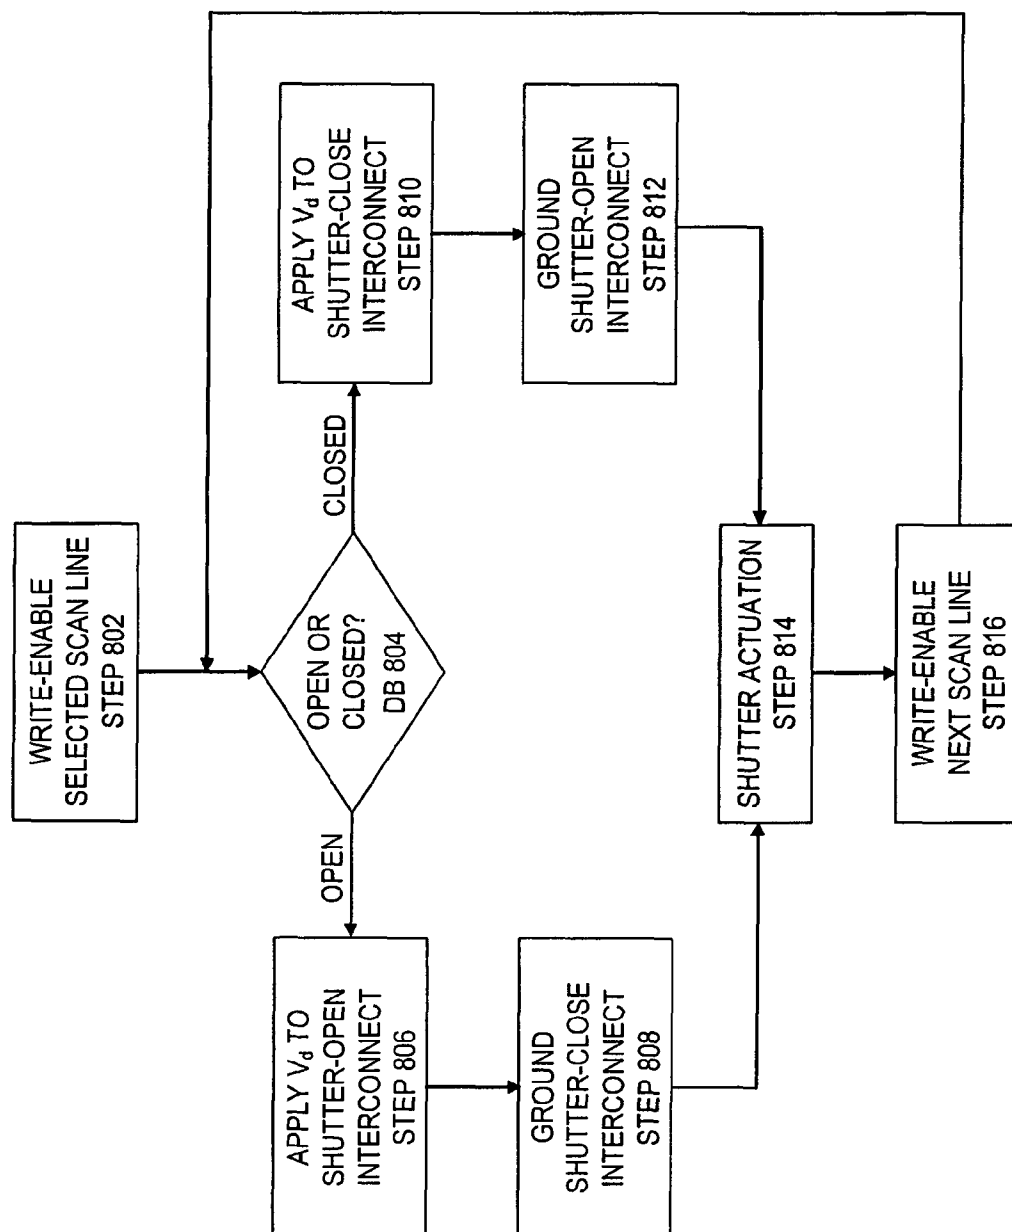 WRITE-ENABLE
SELECTED SCAN LINE
STEP 802
OPEN OR
CLOSED?
DB 804
OPEN
CLOSED
APPLY Vd TO
SHUTTER-OPEN
INTERCONNECT
STEP 806
APPLY Vd TO
SHUTTER-CLOSE
INTERCONNECT
STEP 810
GROUND
SHUTTER-CLOSE
INTERCONNECT
STEP 808
GROUND
SHUTTER-OPEN
INTERCONNECT
STEP 812
SHUTTER ACTUATION
STEP 814
WRITE-ENABLE
NEXT SCAN LINE
STEP 816